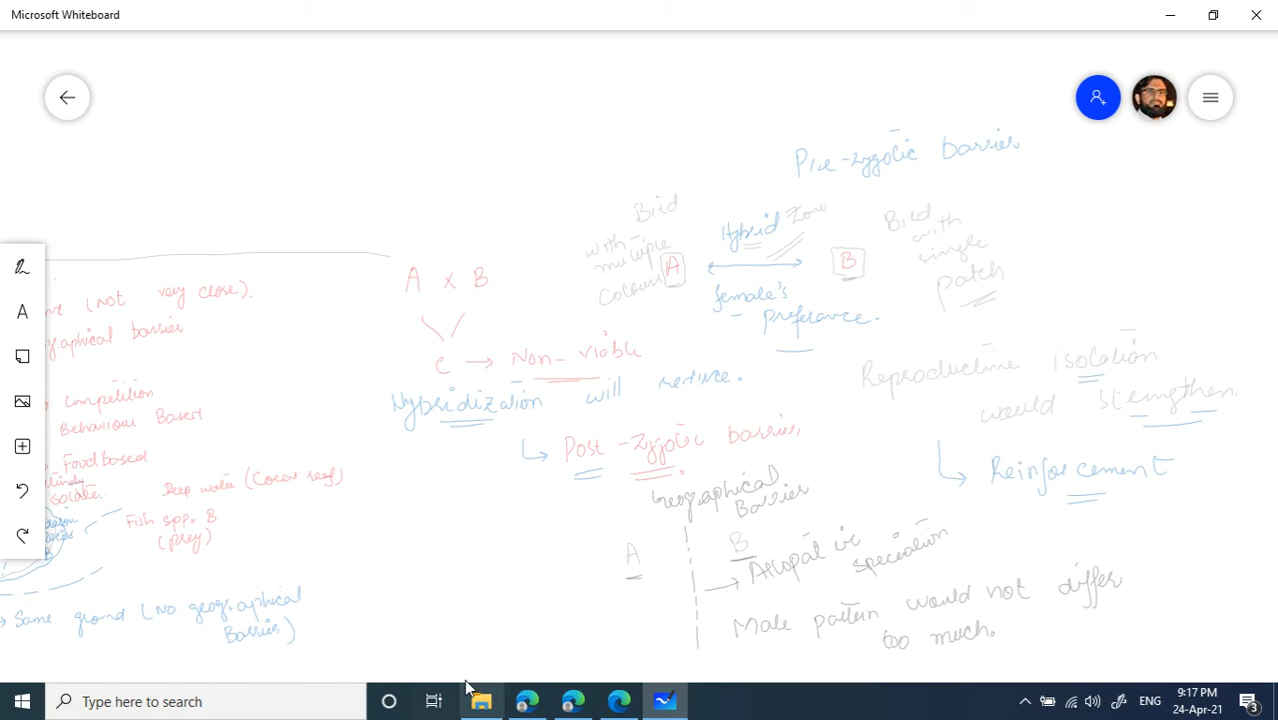 Microsoft Whiteboard
Pre-zygotic barrier
Bird
with multiple
colours
A
Hybrid Zone
female's
preferance.
B
Bird
with
single
patch
A x B
C → Non-viable
Hybridization will reduce.
↳ Post-zygotic barrier
Reproductive isolation
would strengthen.
↳ Reinforcement
(Not very close).
geographical barrier
Competition
Behaviour Based
Food based
isolate.
Deep water (Coral reef)
Fish spp. B
(prey)
→ Same ground (No geographical
Barrier)
Geographical
Barrier
A
B
→ Allopatric speciation
Male pattern would not differ
too much.
Type here to search
ENG
9:17 PM
24-Apr-21
3